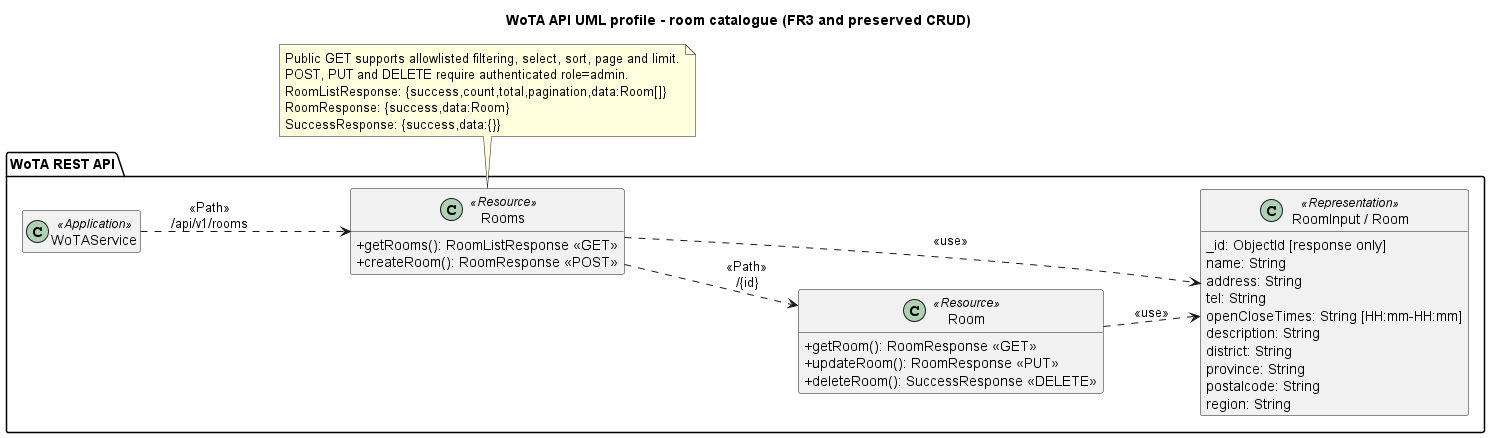 WoTA API UML profile - room catalogue (FR3 and preserved CRUD)
Public GET supports allowlisted filtering, select, sort, page and limit.
POST, PUT and DELETE require authenticated role=admin.
RoomListResponse: {success,count,total,pagination,data:Room[]}
RoomResponse: {success,data:Room}
SuccessResponse: {success,data:{}}
WoTA REST API
C
«Application»
WoTAService
«Path»
/api/v1/rooms
C
«Resource»
Rooms
+getRooms(): RoomListResponse «GET»
+createRoom(): RoomResponse «POST»
«use»
«Path»
/{id}
C
«Resource»
Room
+getRoom(): RoomResponse «GET»
+updateRoom(): RoomResponse «PUT»
+deleteRoom(): SuccessResponse «DELETE»
«use»
C
«Representation»
RoomInput / Room
_id: ObjectId [response only]
name: String
address: String
tel: String
openCloseTimes: String [HH:mm-HH:mm]
description: String
district: String
province: String
postalcode: String
region: String